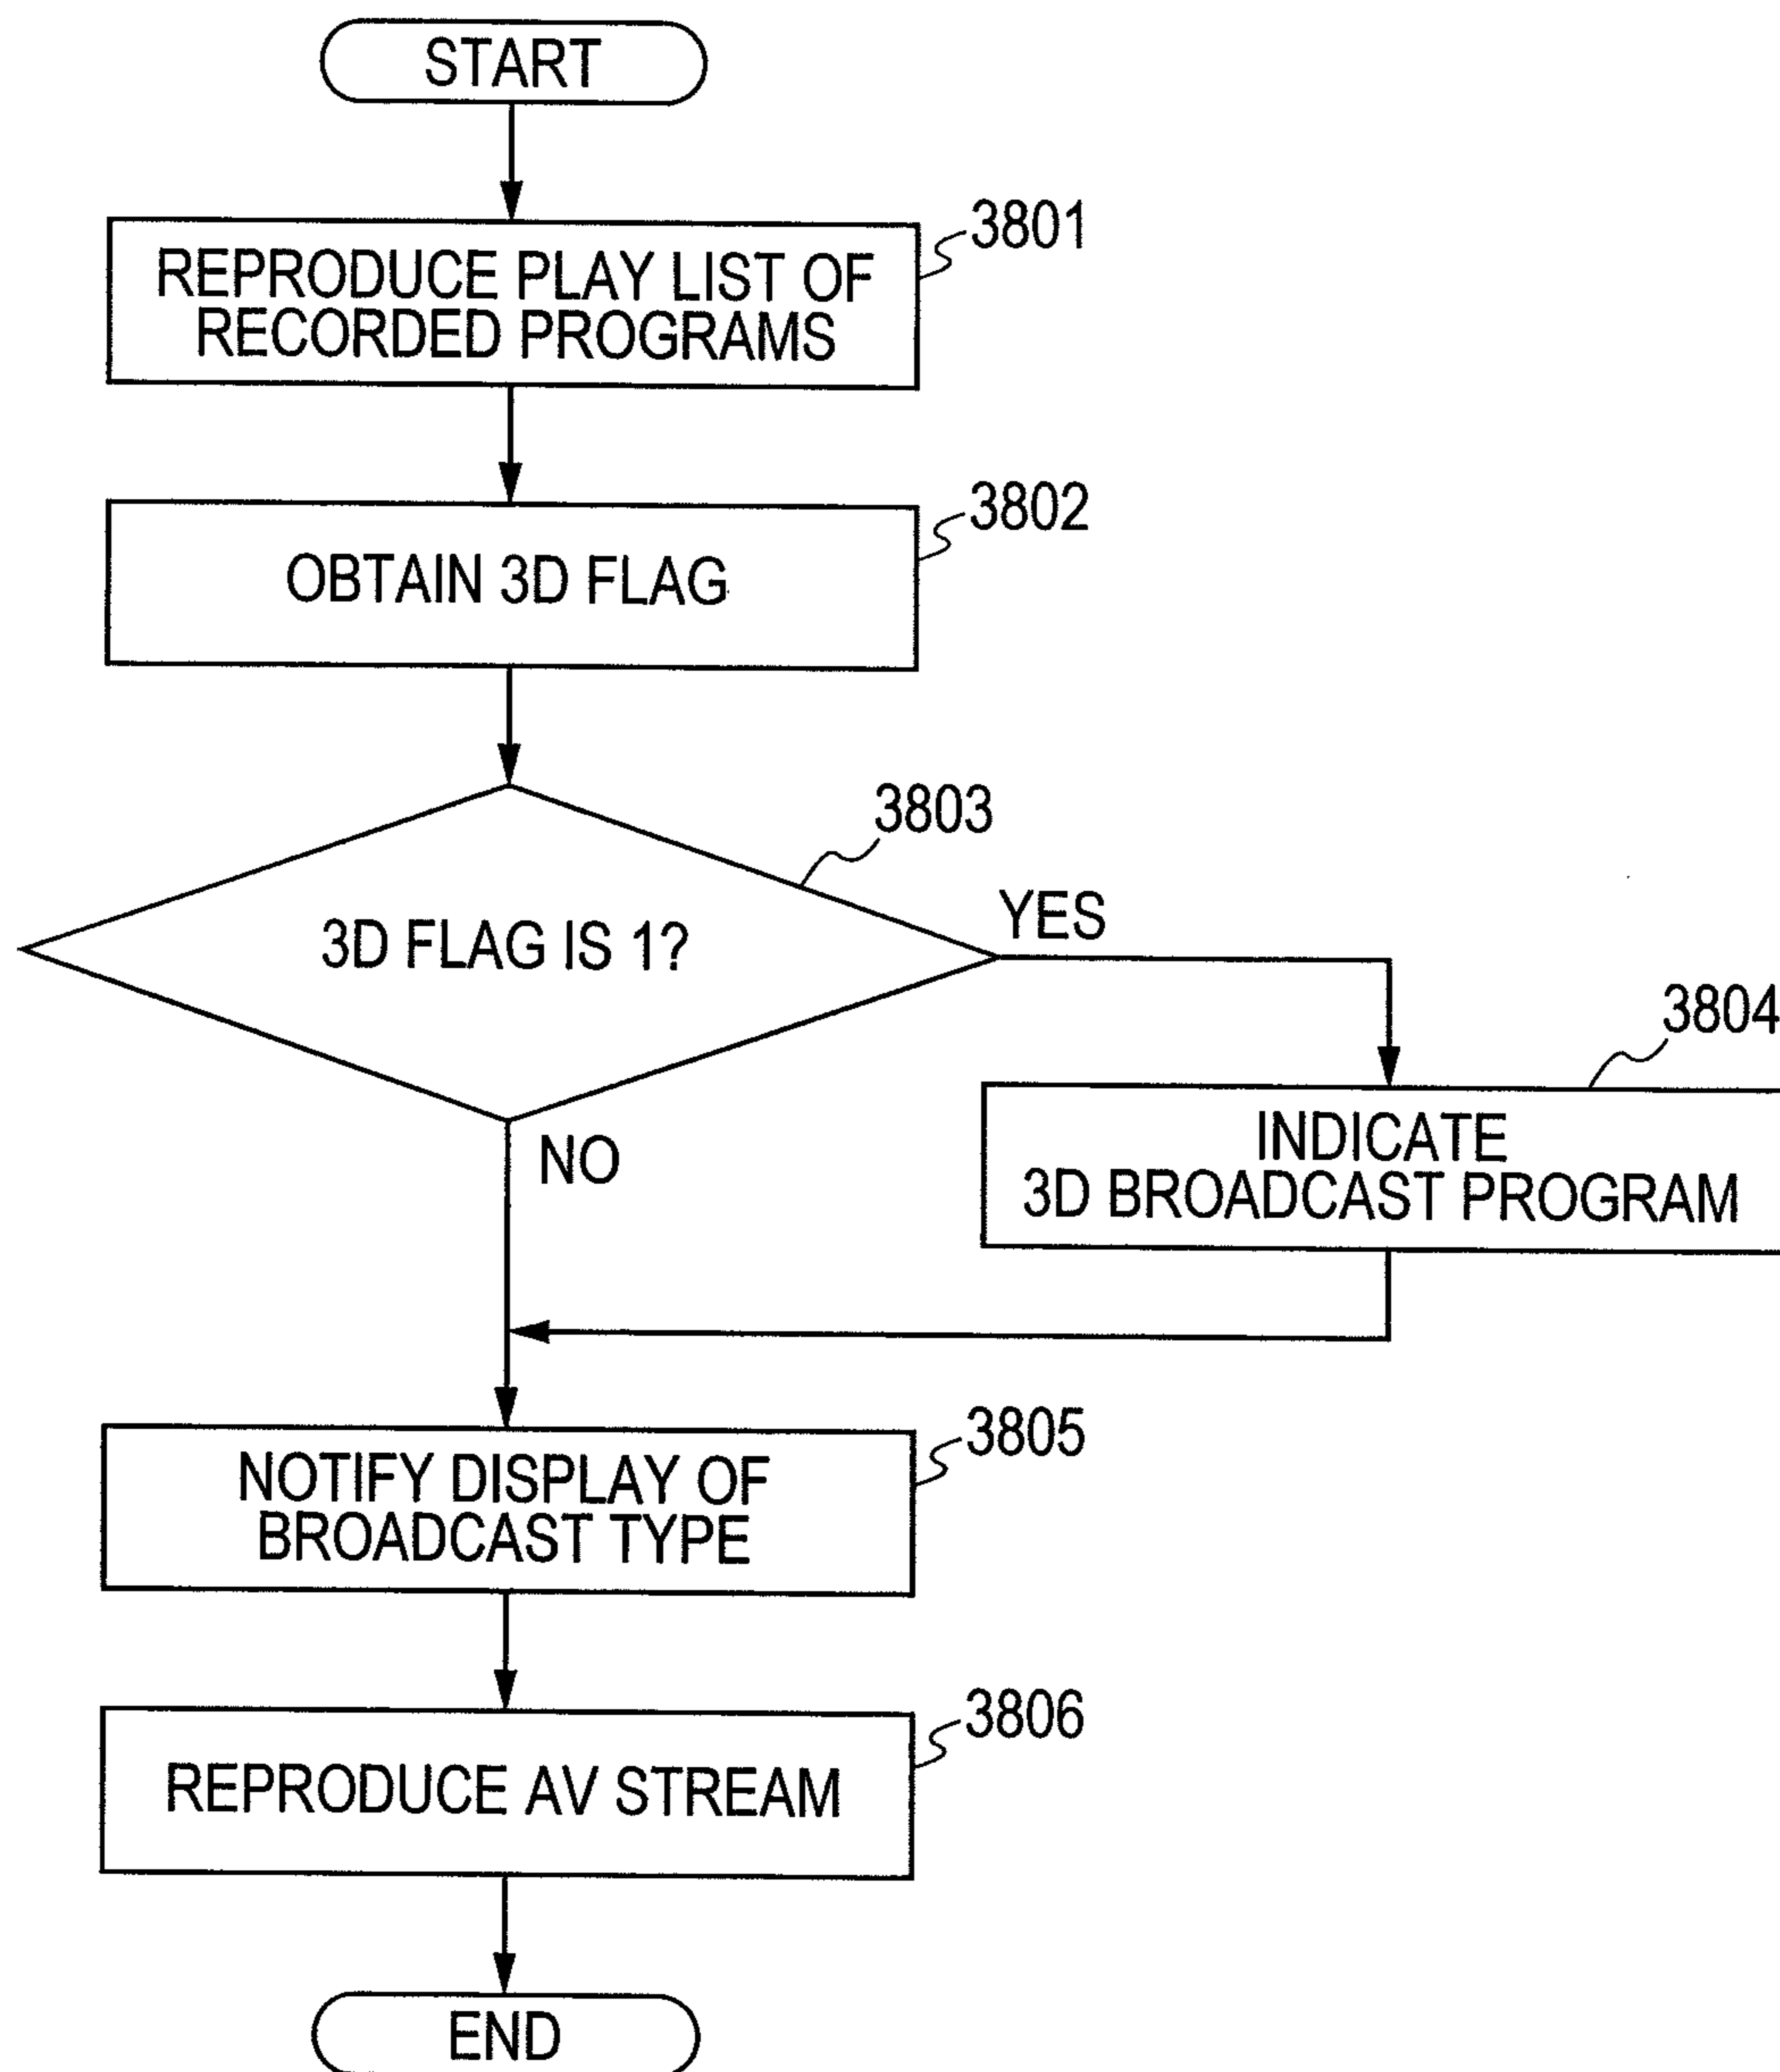 START
3801
REPRODUCE PLAY LIST OF
RECORDED PROGRAMS
3802
OBTAIN 3D FLAG
3803
3D FLAG IS 1?
YES
NO
3804
INDICATE
3D BROADCAST PROGRAM
3805
NOTIFY DISPLAY OF
BROADCAST TYPE
3806
REPRODUCE AV STREAM
END